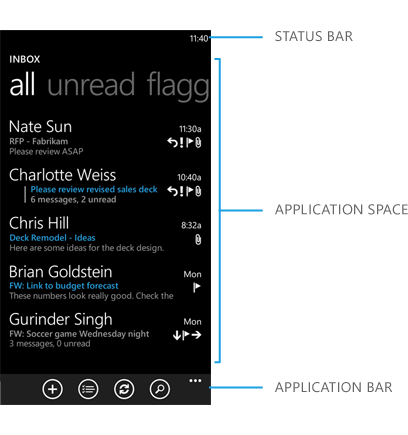 11:40
STATUS BAR
INBOX
all unread flagg
Nate Sun 11:30a
RFP - Fabrikam
Please review ASAP
Charlotte Weiss 10:40a
Please review revised sales deck
6 messages, 2 unread
APPLICATION SPACE
Chris Hill 8:32a
Deck Remodel - Ideas
Here are some ideas for the deck design.
Brian Goldstein Mon
FW: Link to budget forecast
These numbers look really good. Check the
Gurinder Singh Mon
FW: Soccer game Wednesday night
3 messages, 0 unread
...
APPLICATION BAR